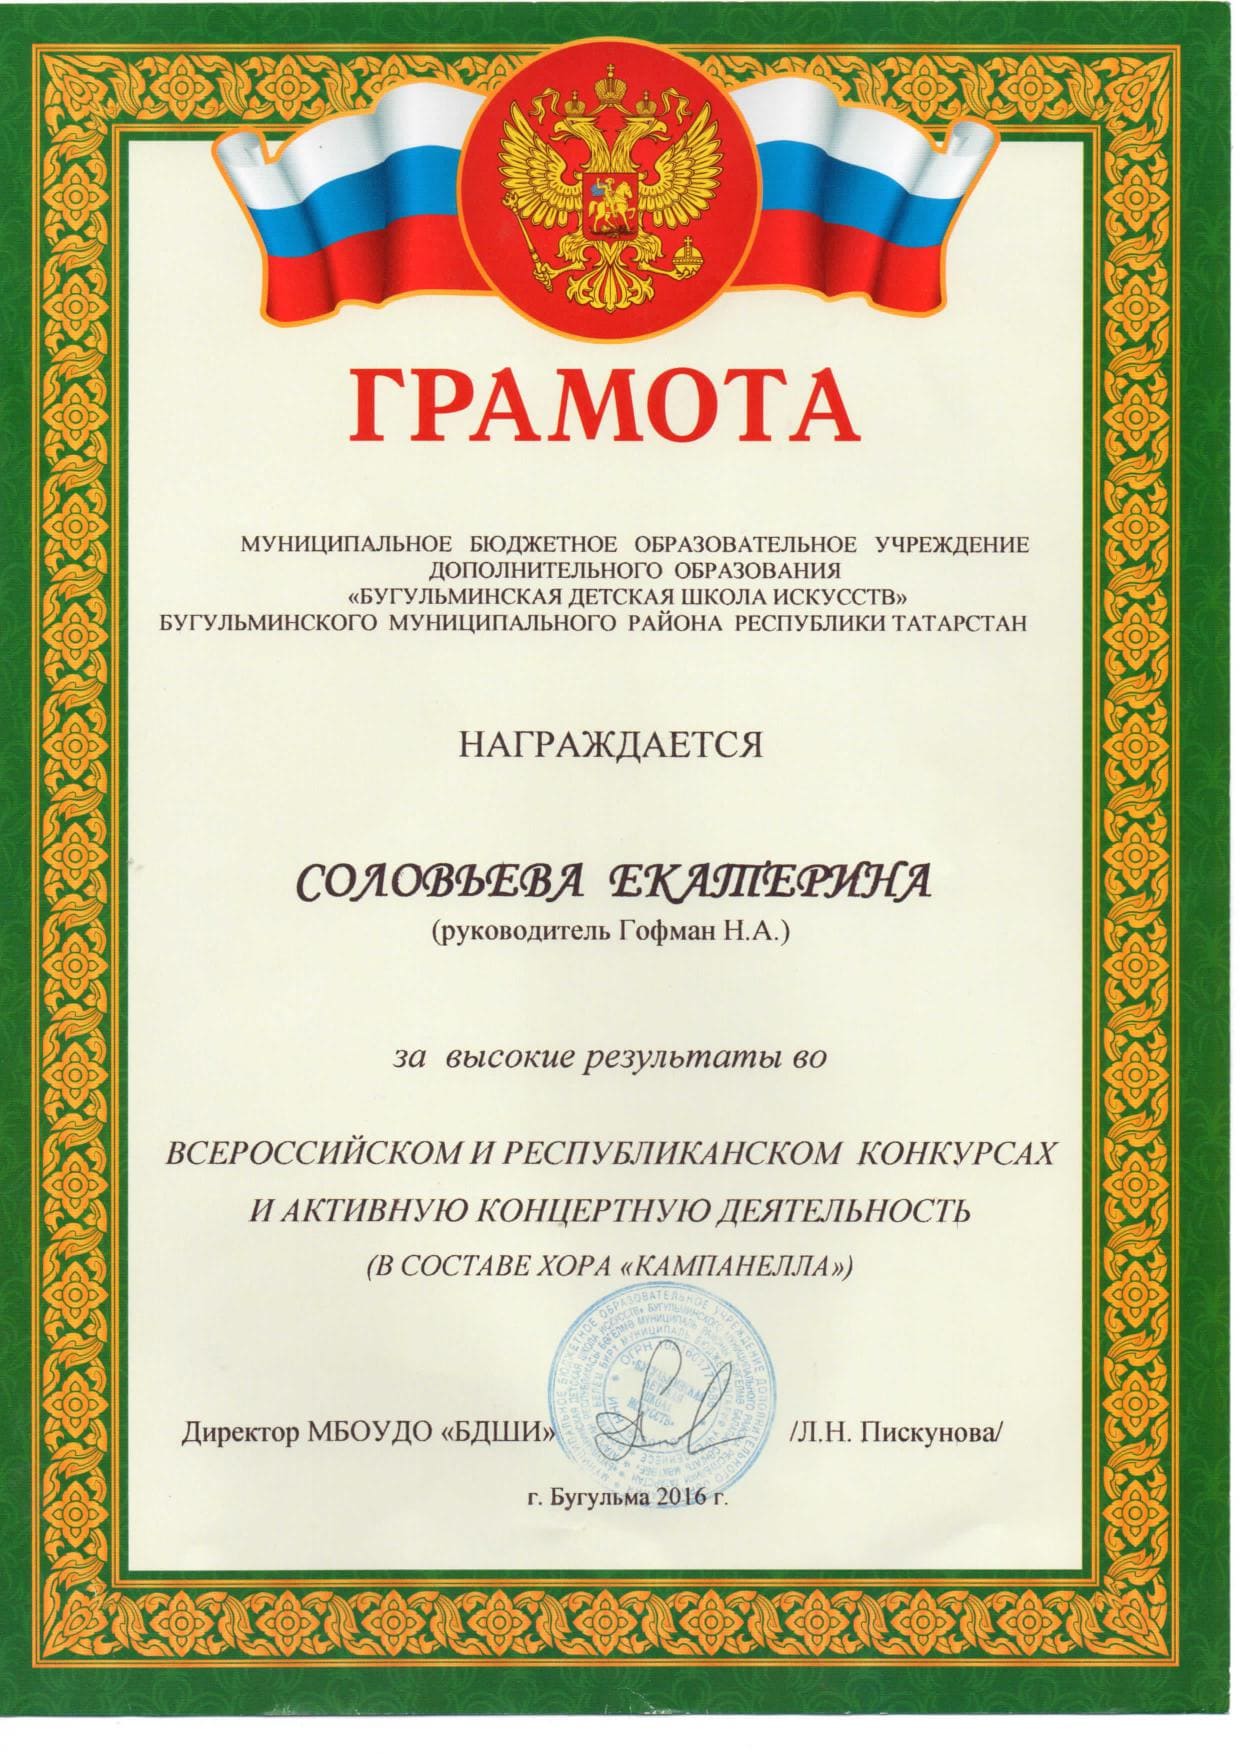 ГРАМОТА
МУНИЦИПАЛЬНОЕ БЮДЖЕТНОЕ ОБРАЗОВАТЕЛЬНОЕ УЧРЕЖДЕНИЕ
ДОПОЛНИТЕЛЬНОГО ОБРАЗОВАНИЯ
«БУГУЛЬМИНСКАЯ ДЕТСКАЯ ШКОЛА ИСКУССТВ»
БУГУЛЬМИНСКОГО МУНИЦИПАЛЬНОГО РАЙОНА РЕСПУБЛИКИ ТАТАРСТАН
НАГРАЖДАЕТСЯ
СОЛОВЬЕВА ЕКАТЕРИНА
(руководитель Гофман Н.А.)
за высокие результаты во
ВСЕРОССИЙСКОМ И РЕСПУБЛИКАНСКОМ КОНКУРСАХ
И АКТИВНУЮ КОНЦЕРТНУЮ ДЕЯТЕЛЬНОСТЬ
(В СОСТАВЕ ХОРА «КАМПАНЕЛЛА»)
Директор МБОУДО «БДШИ» /Л.Н. Пискунова/
г. Бугульма 2016 г.